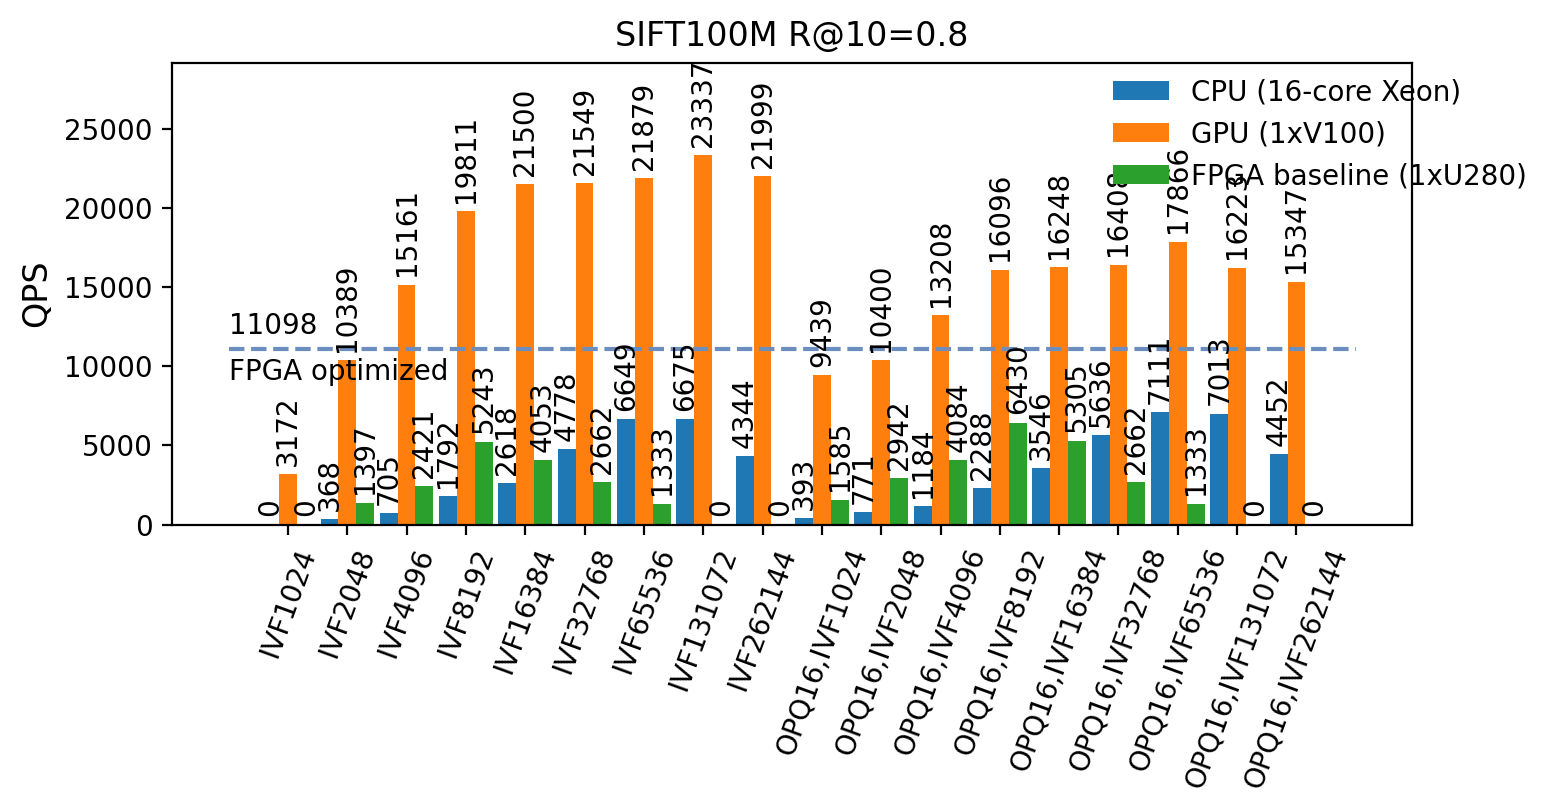 SIFT100M R@10=0.8
CPU (16-core Xeon)
GPU (1xV100)
FPGA baseline (1xU280)
QPS
25000
20000
15000
10000
5000
0
11098
FPGA optimized
0
3172
0
368
10389
1397
705
15161
2421
1792
19811
5243
2618
21500
4053
4778
21549
2662
6649
21879
1333
6675
23337
0
4344
21999
0
393
9439
1585
771
10400
2942
1184
13208
4084
2288
16096
6430
3546
16248
5305
5636
16408
2662
7111
17866
1333
7013
16223
0
4452
15347
0
IVF1024
IVF2048
IVF4096
IVF8192
IVF16384
IVF32768
IVF65536
IVF131072
IVF262144
OPQ16,IVF1024
OPQ16,IVF2048
OPQ16,IVF4096
OPQ16,IVF8192
OPQ16,IVF16384
OPQ16,IVF32768
OPQ16,IVF65536
OPQ16,IVF131072
OPQ16,IVF262144